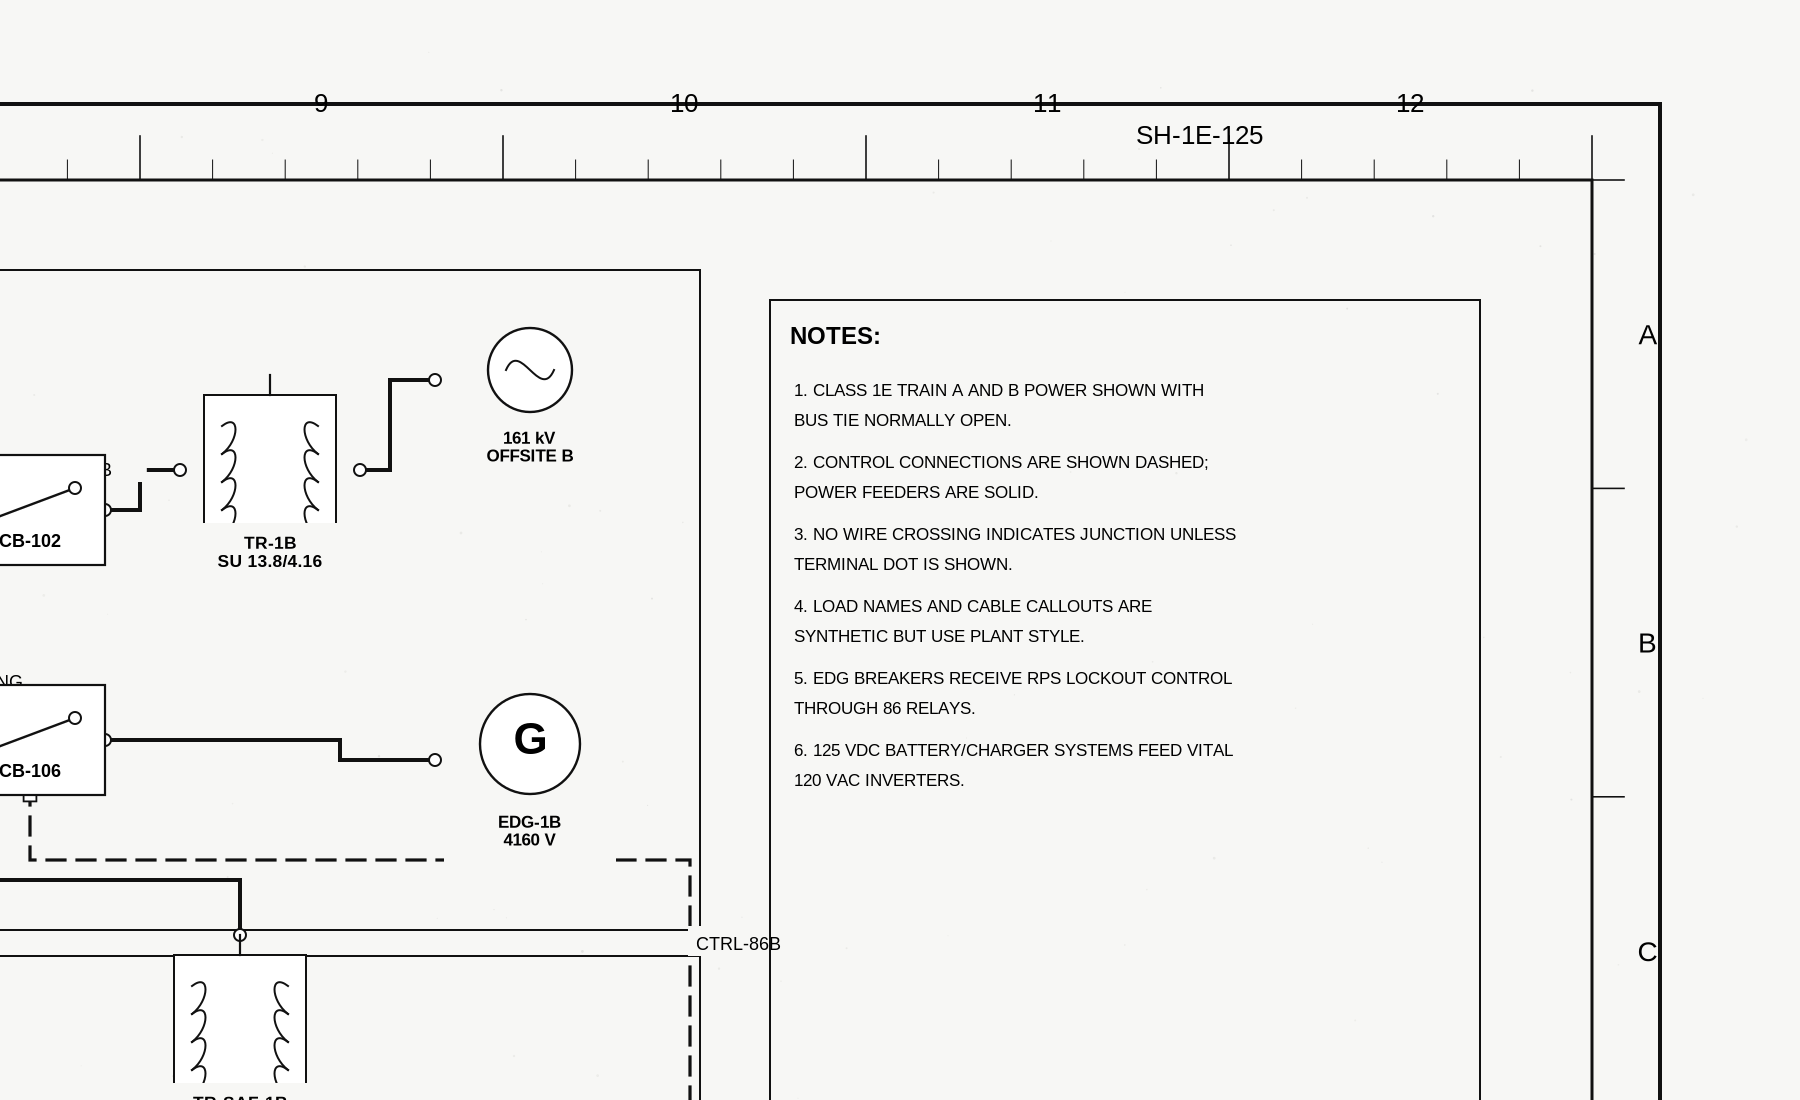 9 10 11 12
SH-1E-125
A
NOTES:
1. CLASS 1E TRAIN A AND B POWER SHOWN WITH
BUS TIE NORMALLY OPEN.
161 kV
OFFSITE B
2. CONTROL CONNECTIONS ARE SHOWN DASHED;
POWER FEEDERS ARE SOLID.
CB-102
TR-1B
SU 13.8/4.16
3. NO WIRE CROSSING INDICATES JUNCTION UNLESS
TERMINAL DOT IS SHOWN.
4. LOAD NAMES AND CABLE CALLOUTS ARE
SYNTHETIC BUT USE PLANT STYLE.
B
5. EDG BREAKERS RECEIVE RPS LOCKOUT CONTROL
THROUGH 86 RELAYS.
G
6. 125 VDC BATTERY/CHARGER SYSTEMS FEED VITAL
120 VAC INVERTERS.
CB-106
EDG-1B
4160 V
CTRL-86B
C